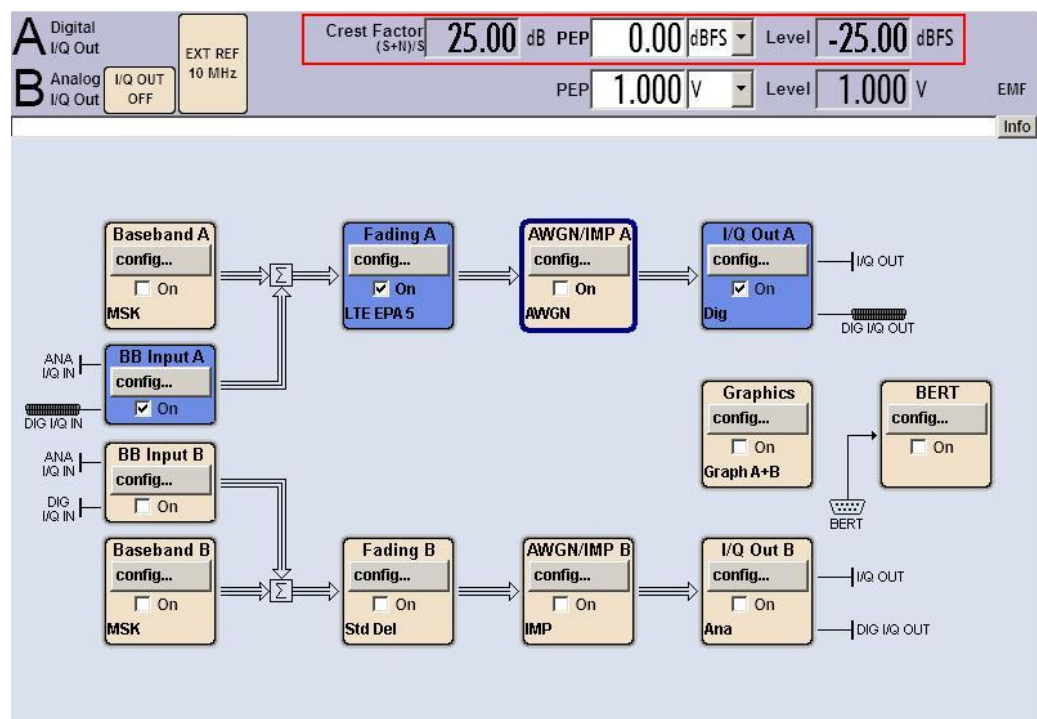 A Digital I/Q Out
EXT REF 10 MHz
Crest Factor (S+N)/S 25.00 dB PEP 0.00 dBFS Level -25.00 dBFS
B Analog I/Q Out
I/Q OUT OFF
PEP 1.000 V Level 1.000 V EMF
Info
Baseband A
config...
On
MSK
Fading A
config...
On
LTE EPA 5
AWGN/IMP A
config...
On
AWGN
I/Q Out A
config...
On
Dig
I/Q OUT
DIG I/Q OUT
Σ
ANA I/Q IN
DIG I/Q IN
BB Input A
config...
On
Graphics
config...
On
Graph A+B
BERT
config...
On
BERT
ANA I/Q IN
DIG I/Q IN
BB Input B
config...
On
Baseband B
config...
On
MSK
Σ
Fading B
config...
On
Std Del
AWGN/IMP B
config...
On
IMP
I/Q Out B
config...
On
Ana
I/Q OUT
DIG I/Q OUT